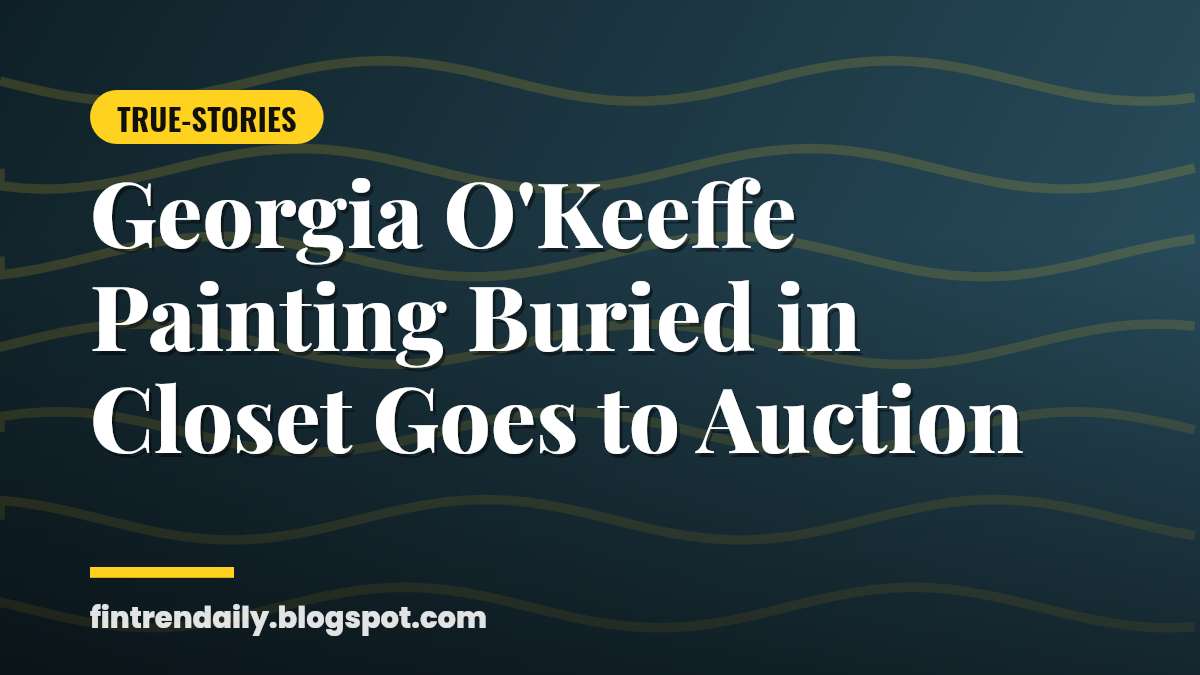 TRUE-STORIES
Georgia O'Keeffe
Painting Buried in
Closet Goes to Auction
fintrendaily.blogspot.com